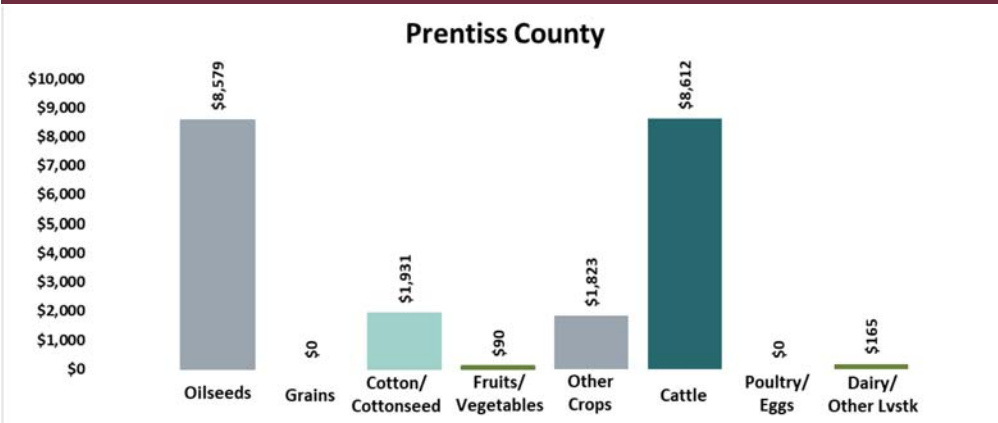 Prentiss County
$10,000
$9,000
$8,000
$7,000
$6,000
$5,000
$4,000
$3,000
$2,000
$1,000
$0
$8,579
$0
$1,931
$90
$1,823
$8,612
$0
$165
Oilseeds
Grains
Cotton/
Cottonseed
Fruits/
Vegetables
Other
Crops
Cattle
Poultry/
Eggs
Dairy/
Other Lvstk